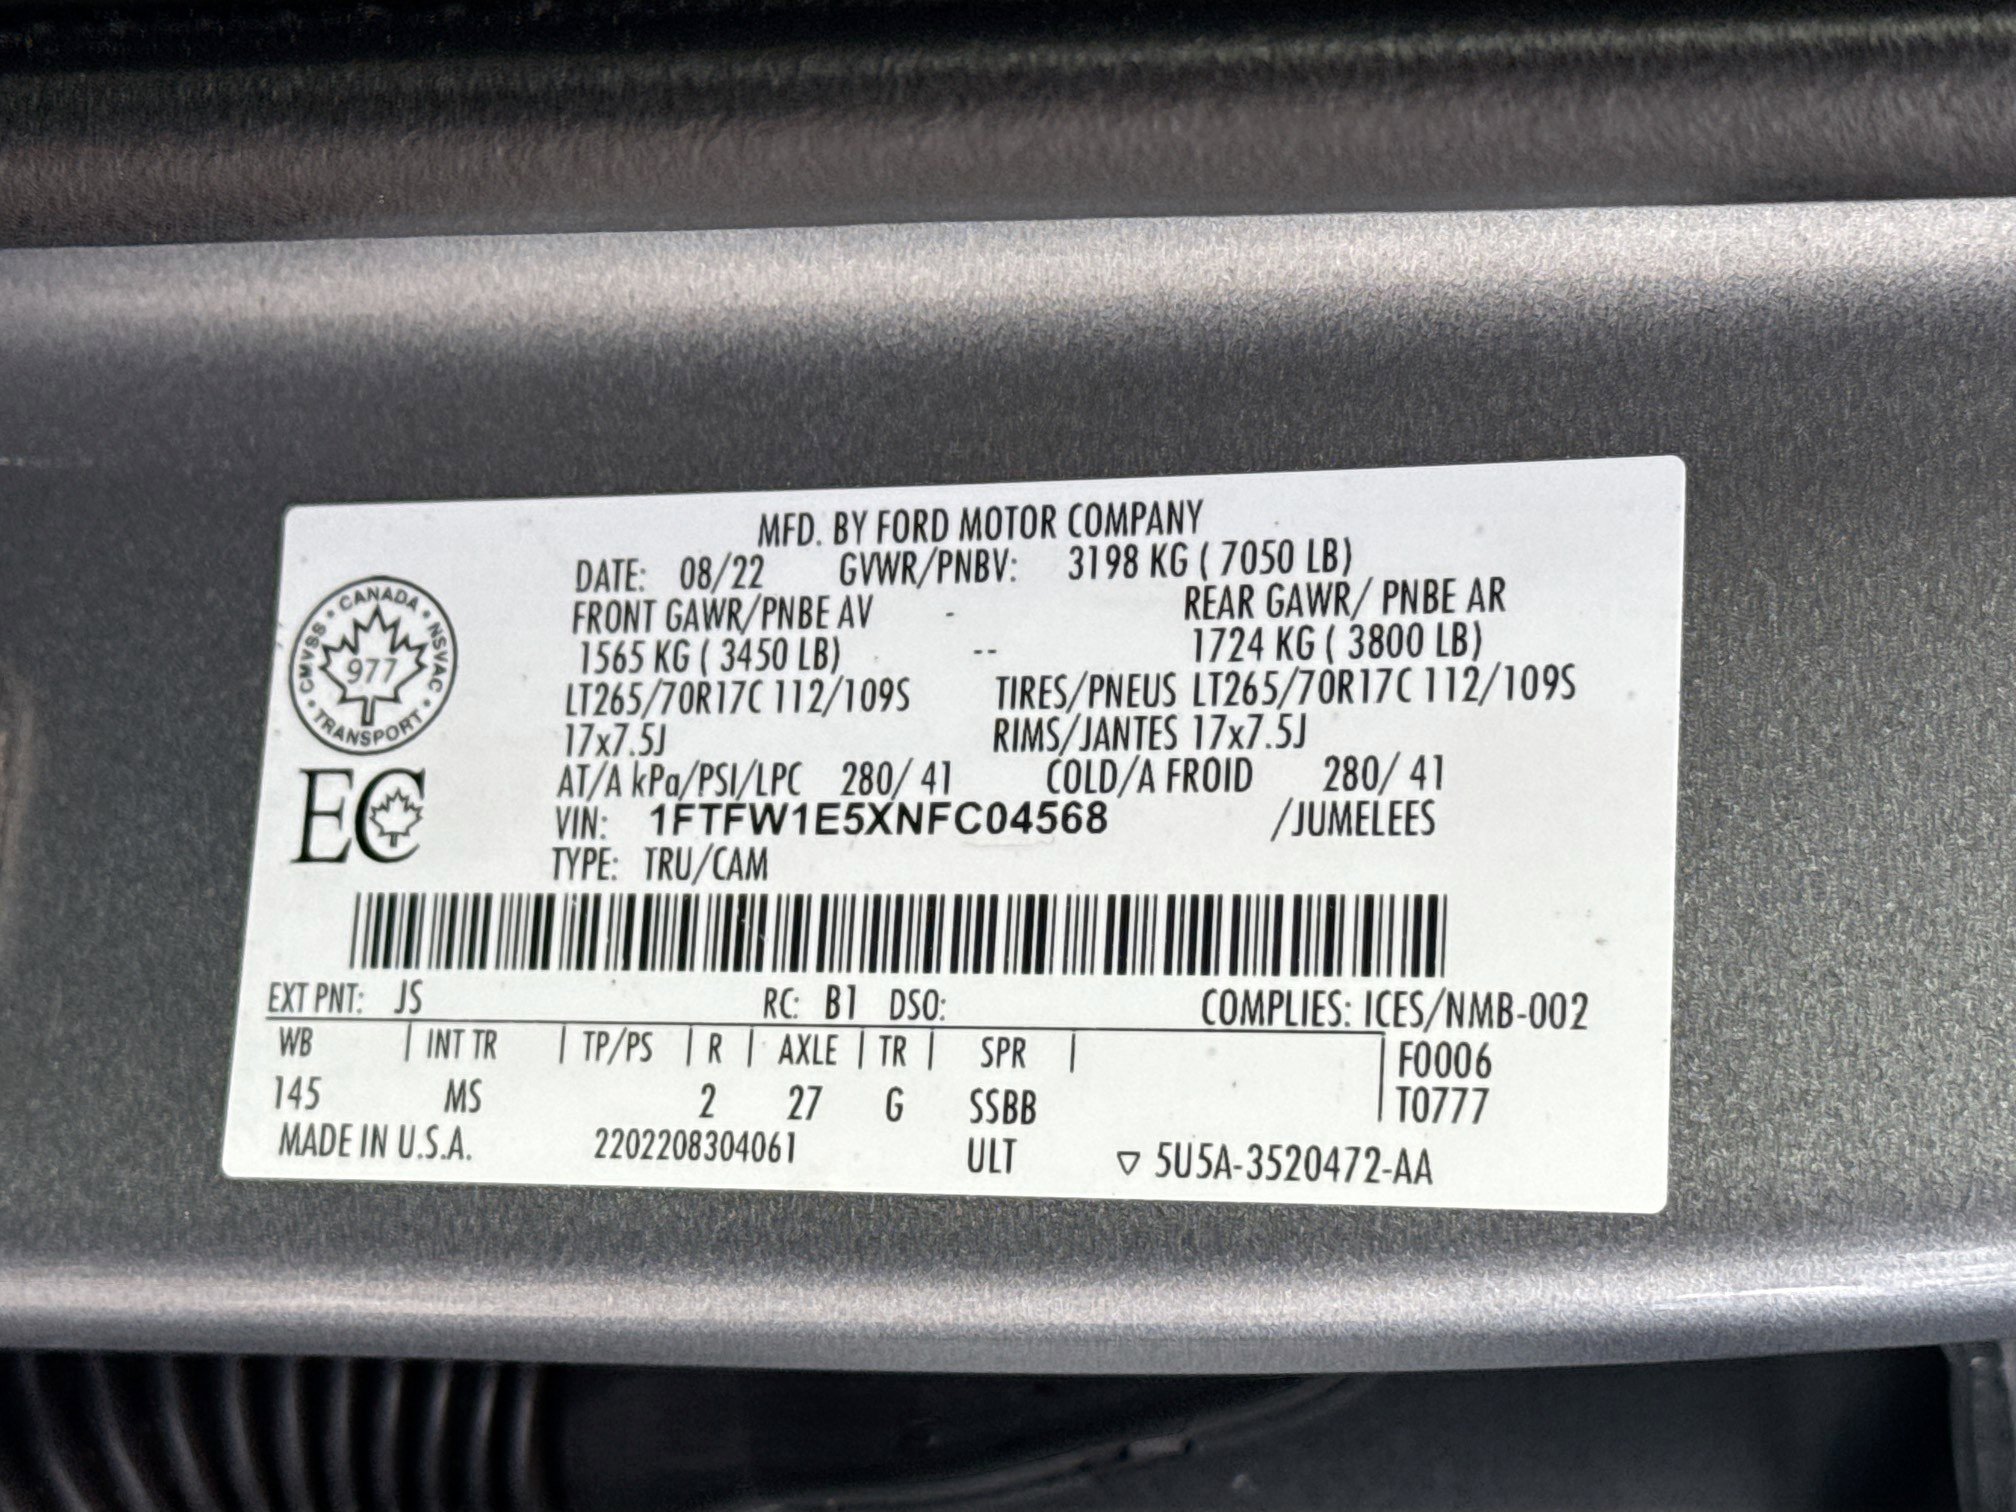 MFD. BY FORD MOTOR COMPANY
DATE: 08/22 GVWR/PNBV: 3198 KG ( 7050 LB)
FRONT GAWR/PNBE AV - REAR GAWR/ PNBE AR
1565 KG ( 3450 LB) -- 1724 KG ( 3800 LB)
LT265/70R17C 112/109S TIRES/PNEUS LT265/70R17C 112/109S
17x7.5J RIMS/JANTES 17x7.5J
AT/A kPa/PSI/LPC 280/ 41 COLD/A FROID 280/ 41
VIN: 1FTFW1E5XNFC04568 /JUMELEES
TYPE: TRU/CAM
CANADA
CMVSS • NSVAC
977
TRANSPORT
EC
EXT PNT: JS RC: B1 DSO: COMPLIES: ICES/NMB-002
WB | INT TR | TP/PS | R | AXLE | TR | SPR | F0006
145 MS 2 27 G SSBB T0777
MADE IN U.S.A. 2202208304061 ULT ▽ 5U5A-3520472-AA